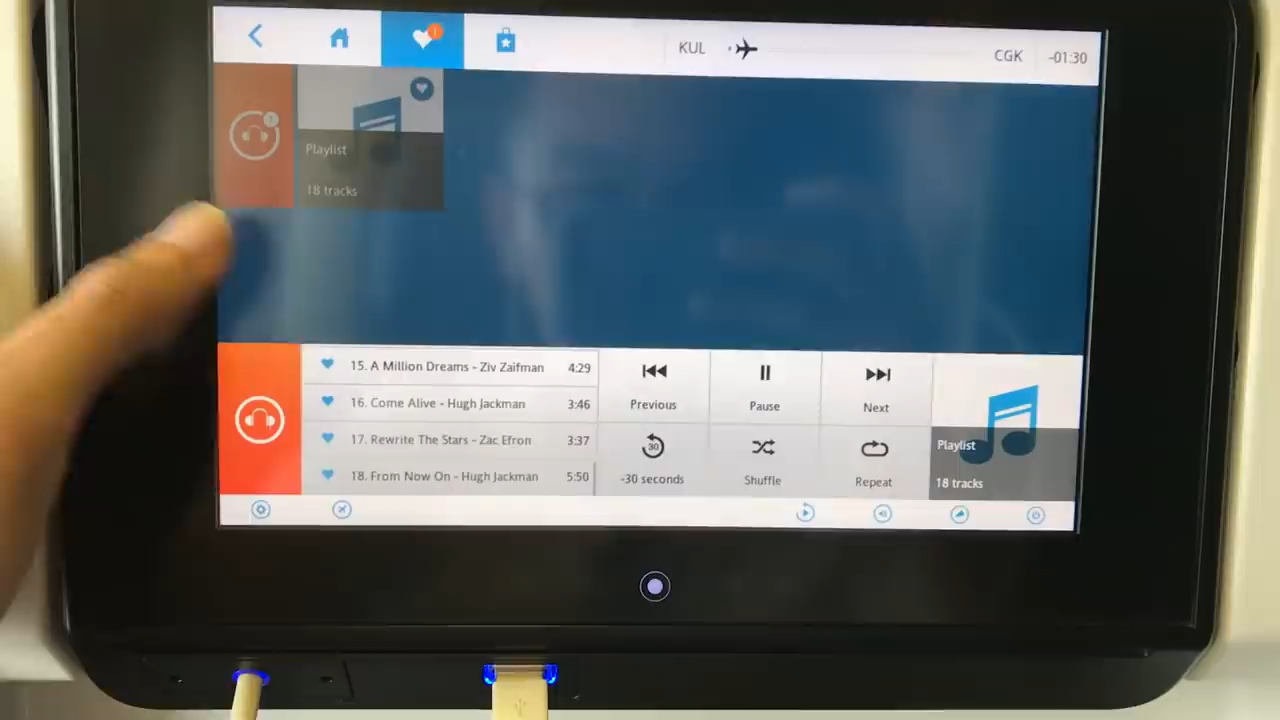 KUL
CGK
-01:30
Playlist
18 tracks
15. A Million Dreams - Ziv Zaifman 4:29
16. Come Alive - Hugh Jackman 3:46
17. Rewrite The Stars - Zac Efron 3:37
18. From Now On - Hugh Jackman 5:50
Previous
Pause
Next
30
-30 seconds
Shuffle
Repeat
Playlist
18 tracks